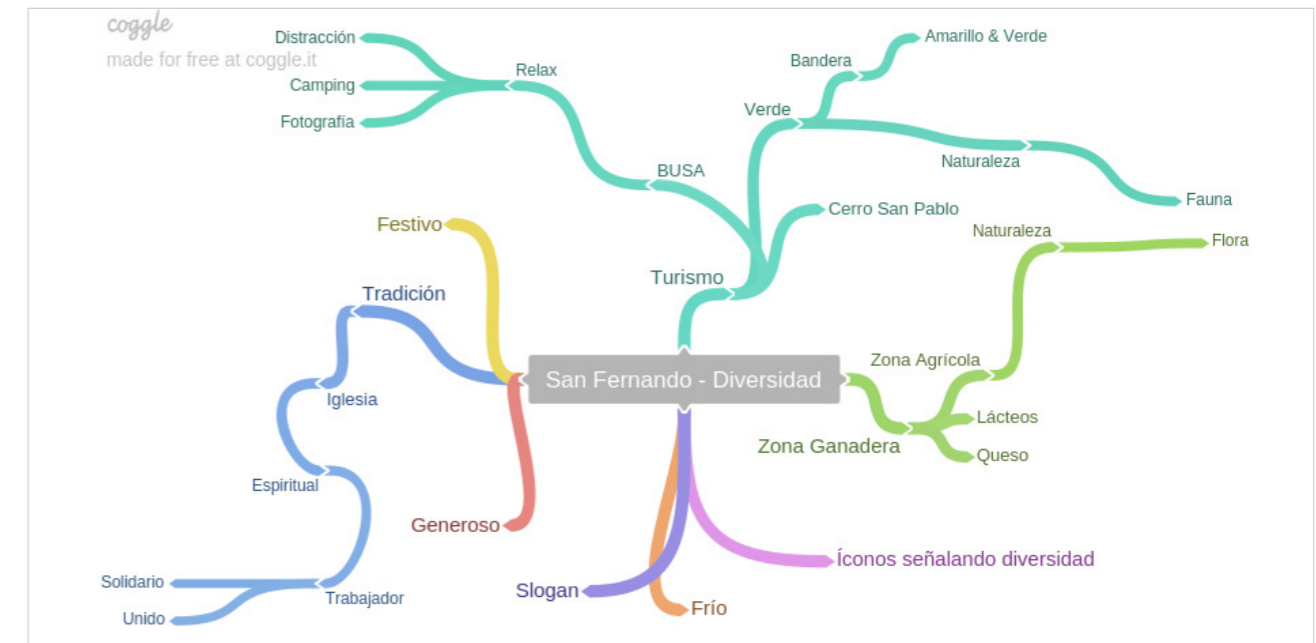 coggle
made for free at coggle.it
Distracción
Camping
Fotografía
Relax
BUSA
Amarillo & Verde
Bandera
Verde
Naturaleza
Fauna
Cerro San Pablo
Turismo
Naturaleza
Flora
Zona Agrícola
Lácteos
Queso
Zona Ganadera
Festivo
Tradición
San Fernando - Diversidad
Iglesia
Espiritual
Generoso
Solidario
Unido
Trabajador
Slogan
Frío
Íconos señalando diversidad